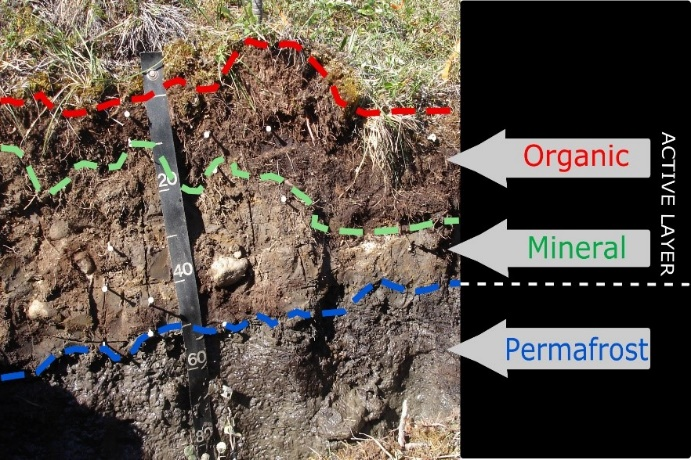 Organic
ACTIVE LAYER
20
Mineral
40
Permafrost
60
80